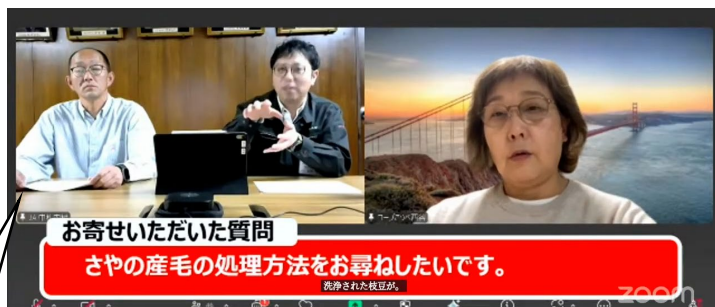 お寄せいただいた質問
さやの産毛の処理方法をお尋ねしたいです。
洗浄された枝豆が。
zoom